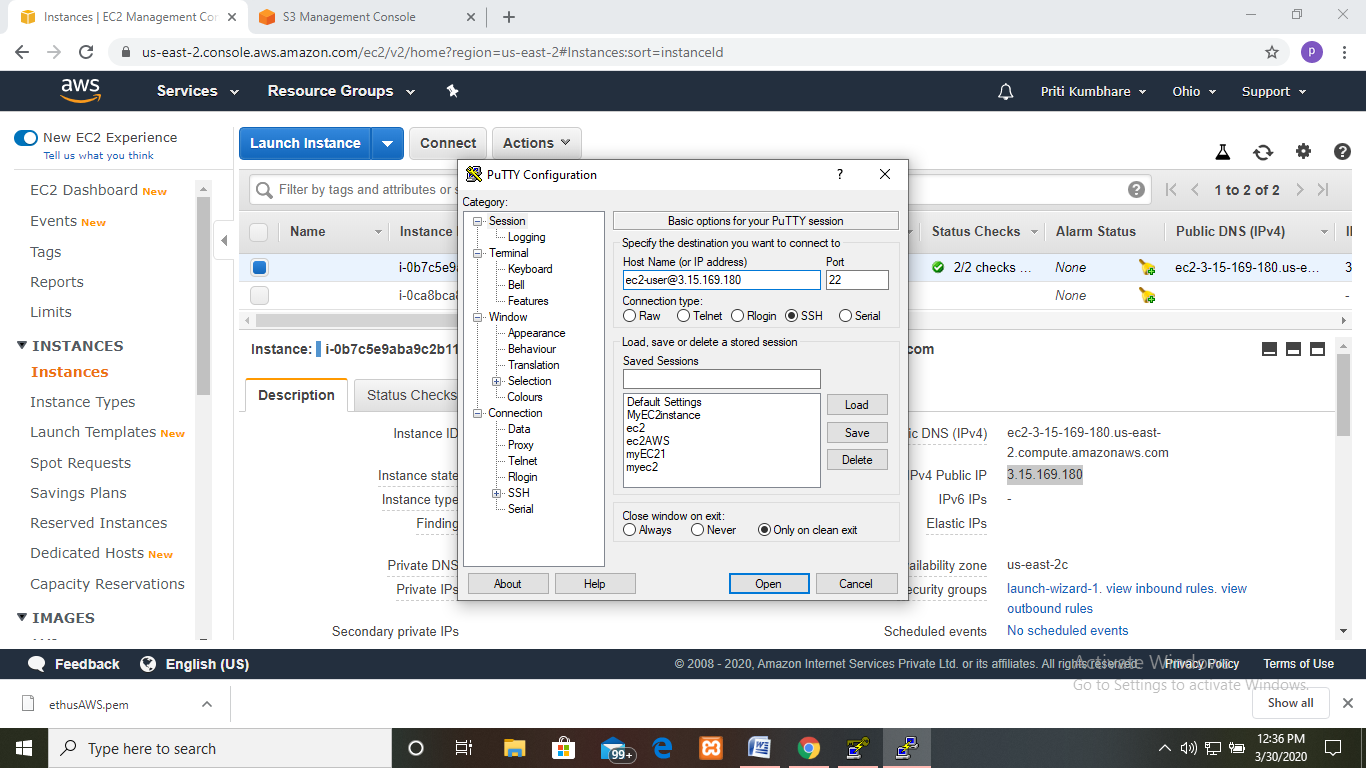 Instances | EC2 Management Con
S3 Management Console
us-east-2.console.aws.amazon.com/ec2/v2/home?region=us-east-2#Instances:sort=instanceId
P
aws
Services
Resource Groups
Priti Kumbhare
Ohio
Support
New EC2 Experience
Tell us what you think
EC2 Dashboard New
Events New
Tags
Reports
Limits
INSTANCES
Instances
Instance Types
Launch Templates New
Spot Requests
Savings Plans
Reserved Instances
Dedicated Hosts New
Capacity Reservations
IMAGES
Launch Instance
Connect
Actions
Filter by tags and attributes or s
1 to 2 of 2
Name
Instance I
Status Checks
Alarm Status
Public DNS (IPv4)
i-0b7c5e9
2/2 checks ...
None
ec2-3-15-169-180.us-e...
3
i-0ca8bca
None
-
Instance:
i-0b7c5e9aba9c2b11
com
Description
Status Checks
Instance ID
Instance state
Instance type
Finding
Private DNS
Private IPs
Secondary private IPs
ic DNS (IPv4)
ec2-3-15-169-180.us-east-
2.compute.amazonaws.com
IPv4 Public IP
3.15.169.180
IPv6 IPs
-
Elastic IPs
ailability zone
us-east-2c
ecurity groups
launch-wizard-1. view inbound rules. view
outbound rules
Scheduled events
No scheduled events
PuTTY Configuration
?
Category:
Session
Logging
Terminal
Keyboard
Bell
Features
Window
Appearance
Behaviour
Translation
Selection
Colours
Connection
Data
Proxy
Telnet
Rlogin
SSH
Serial
Basic options for your PuTTY session
Specify the destination you want to connect to
Host Name (or IP address)
Port
ec2-user@3.15.169.180
22
Connection type:
Raw
Telnet
Rlogin
SSH
Serial
Load, save or delete a stored session
Saved Sessions
Default Settings
MyEC2instance
ec2
ec2AWS
myEC21
myec2
Load
Save
Delete
Close window on exit:
Always
Never
Only on clean exit
About
Help
Open
Cancel
Feedback
English (US)
© 2008 - 2020, Amazon Internet Services Private Ltd. or its affiliates. All rights reserved.
Privacy Policy
Terms of Use
Activate Windows
Go to Settings to activate Windows.
ethusAWS.pem
Show all
Type here to search
99+
12:36 PM
3/30/2020